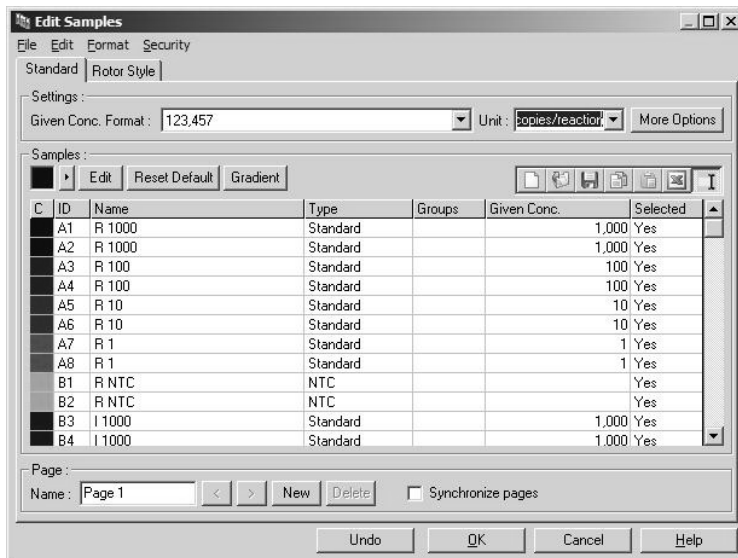 Edit Samples
File Edit Format Security
Standard Rotor Style
Settings :
Given Conc. Format : 123,457 Unit : copies/reaction More Options
Samples :
Edit Reset Default Gradient
C ID Name Type Groups Given Conc. Selected
A1 R 1000 Standard 1,000 Yes
A2 R 1000 Standard 1,000 Yes
A3 R 100 Standard 100 Yes
A4 R 100 Standard 100 Yes
A5 R 10 Standard 10 Yes
A6 R 10 Standard 10 Yes
A7 R 1 Standard 1 Yes
A8 R 1 Standard 1 Yes
B1 R NTC NTC Yes
B2 R NTC NTC Yes
B3 I 1000 Standard 1,000 Yes
B4 I 1000 Standard 1,000 Yes
Page :
Name : Page 1 < > New Delete Synchronize pages
Undo OK Cancel Help